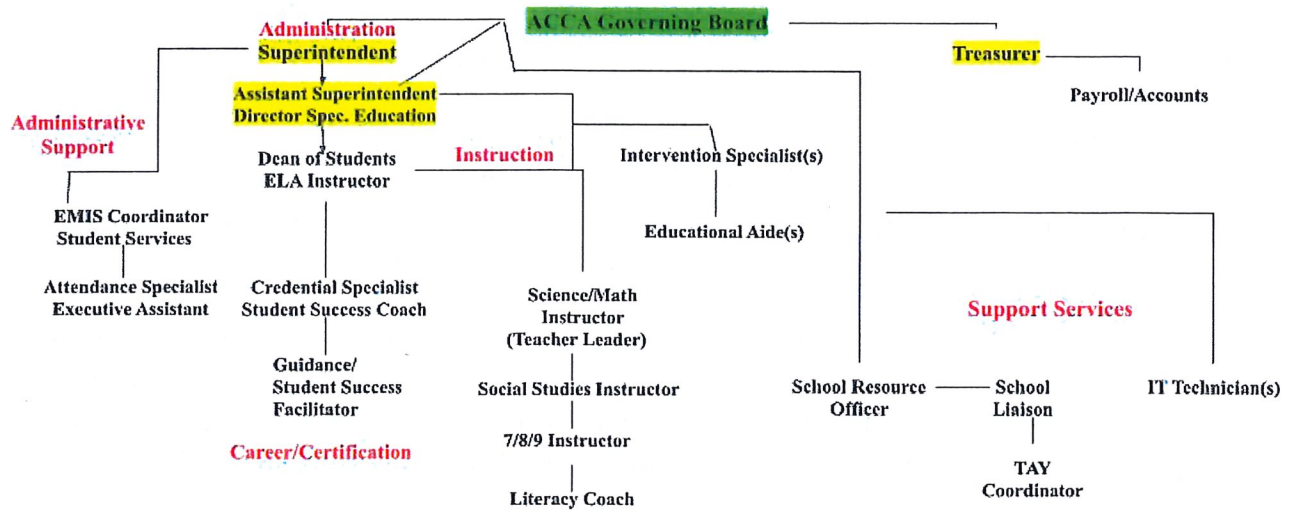 ACCA Governing Board
Administration
Superintendent
Treasurer
Assistant Superintendent
Director Spec. Education
Payroll/Accounts
Administrative
Support
Dean of Students
ELA Instructor
Instruction
Intervention Specialist(s)
EMIS Coordinator
Student Services
Educational Aide(s)
Attendance Specialist
Executive Assistant
Credential Specialist
Student Success Coach
Science/Math
Instructor
(Teacher Leader)
Support Services
Guidance/
Student Success
Facilitator
Social Studies Instructor
School Resource
Officer
School
Liaison
IT Technician(s)
Career/Certification
7/8/9 Instructor
TAY
Coordinator
Literacy Coach